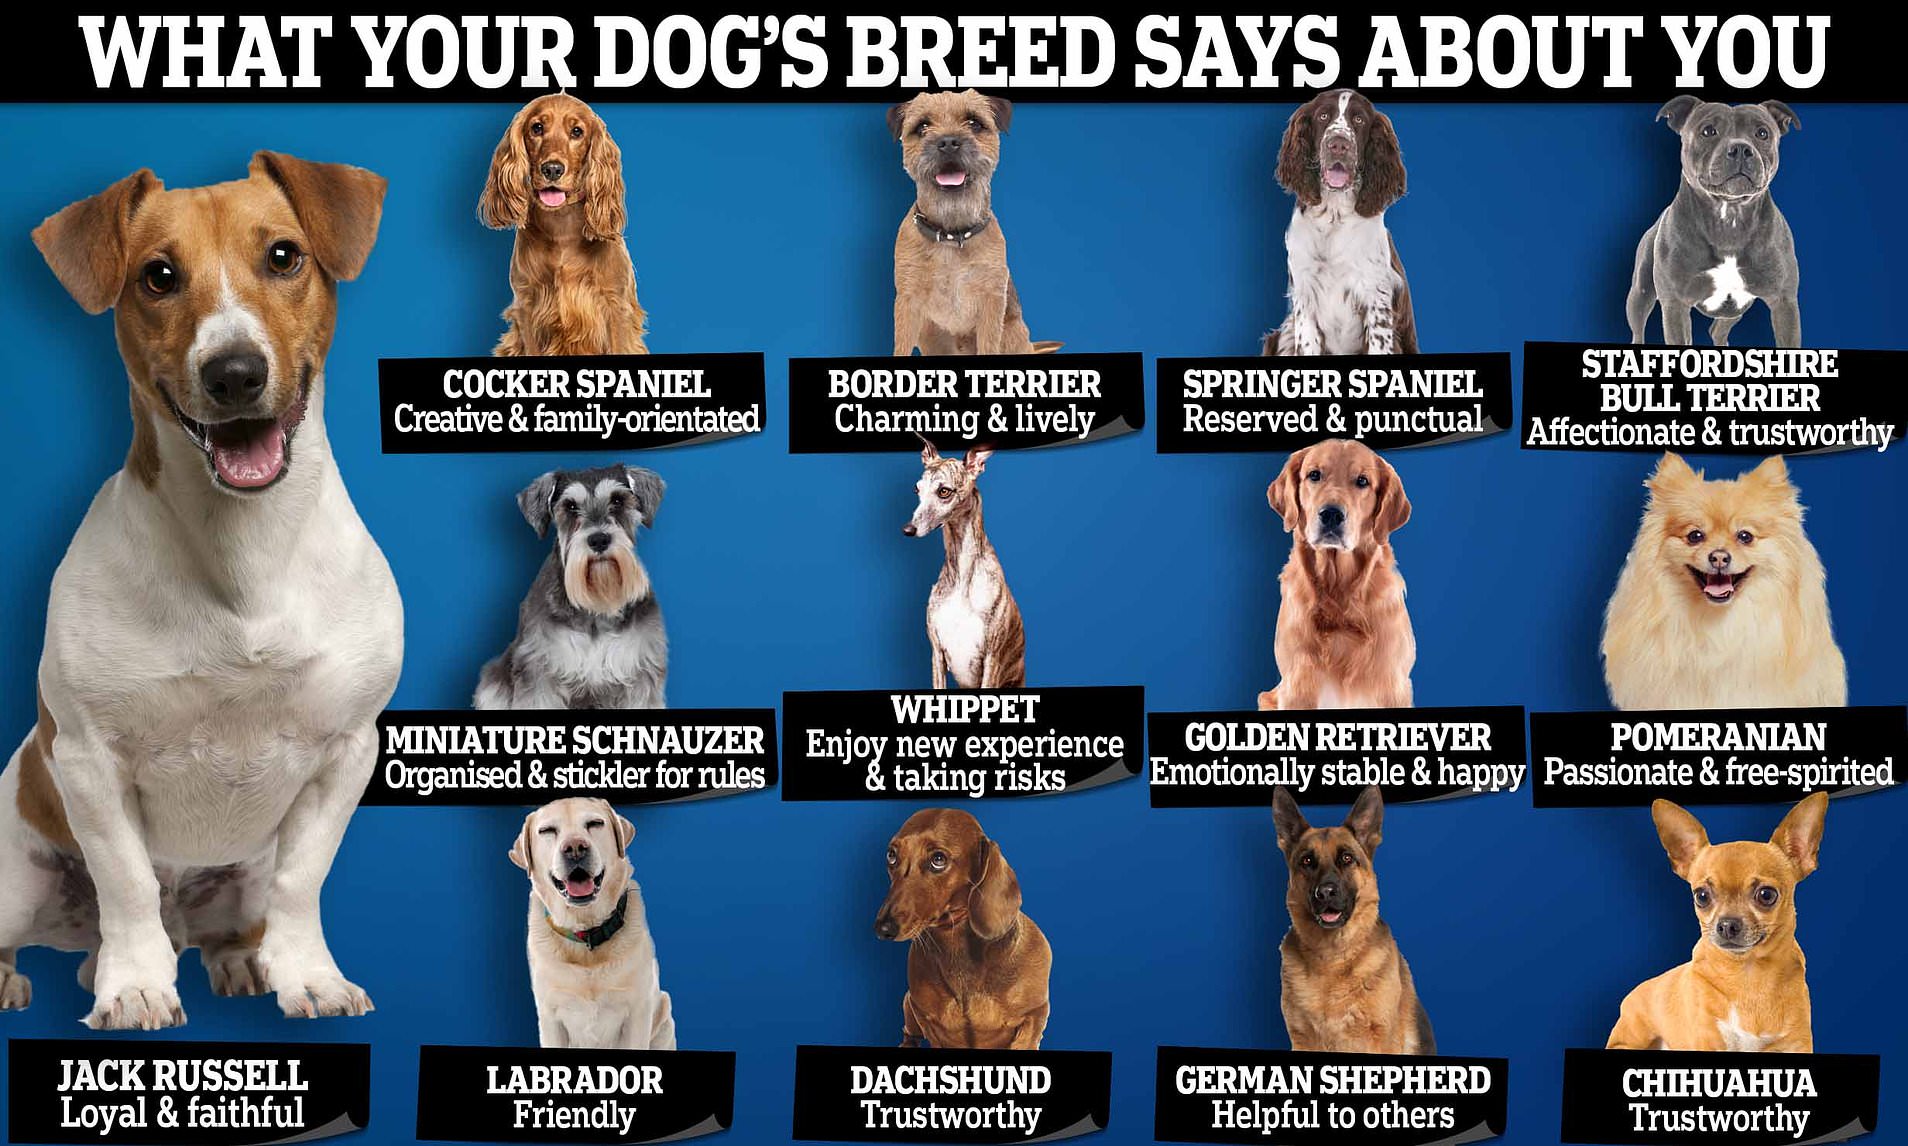 WHAT YOUR DOG'S BREED SAYS ABOUT YOU
COCKER SPANIEL
Creative & family-orientated
BORDER TERRIER
Charming & lively
SPRINGER SPANIEL
Reserved & punctual
STAFFORDSHIRE
BULL TERRIER
Affectionate & trustworthy
MINIATURE SCHNAUZER
Organised & stickler for rules
WHIPPET
Enjoy new experience
& taking risks
GOLDEN RETRIEVER
Emotionally stable & happy
POMERANIAN
Passionate & free-spirited
JACK RUSSELL
Loyal & faithful
LABRADOR
Friendly
DACHSHUND
Trustworthy
GERMAN SHEPHERD
Helpful to others
CHIHUAHUA
Trustworthy